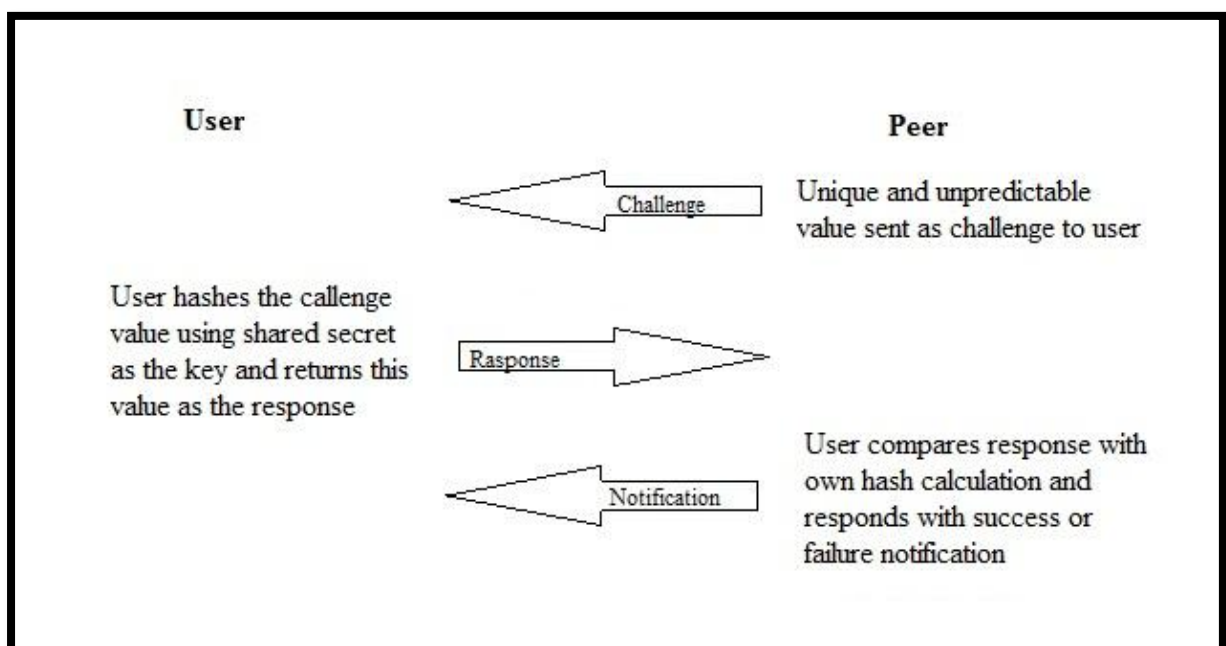 User
Peer
Challenge
Unique and unpredictable
value sent as challenge to user
User hashes the callenge
value using shared secret
as the key and returns this
value as the response
Rasponse
Notification
User compares response with
own hash calculation and
responds with success or
failure notification